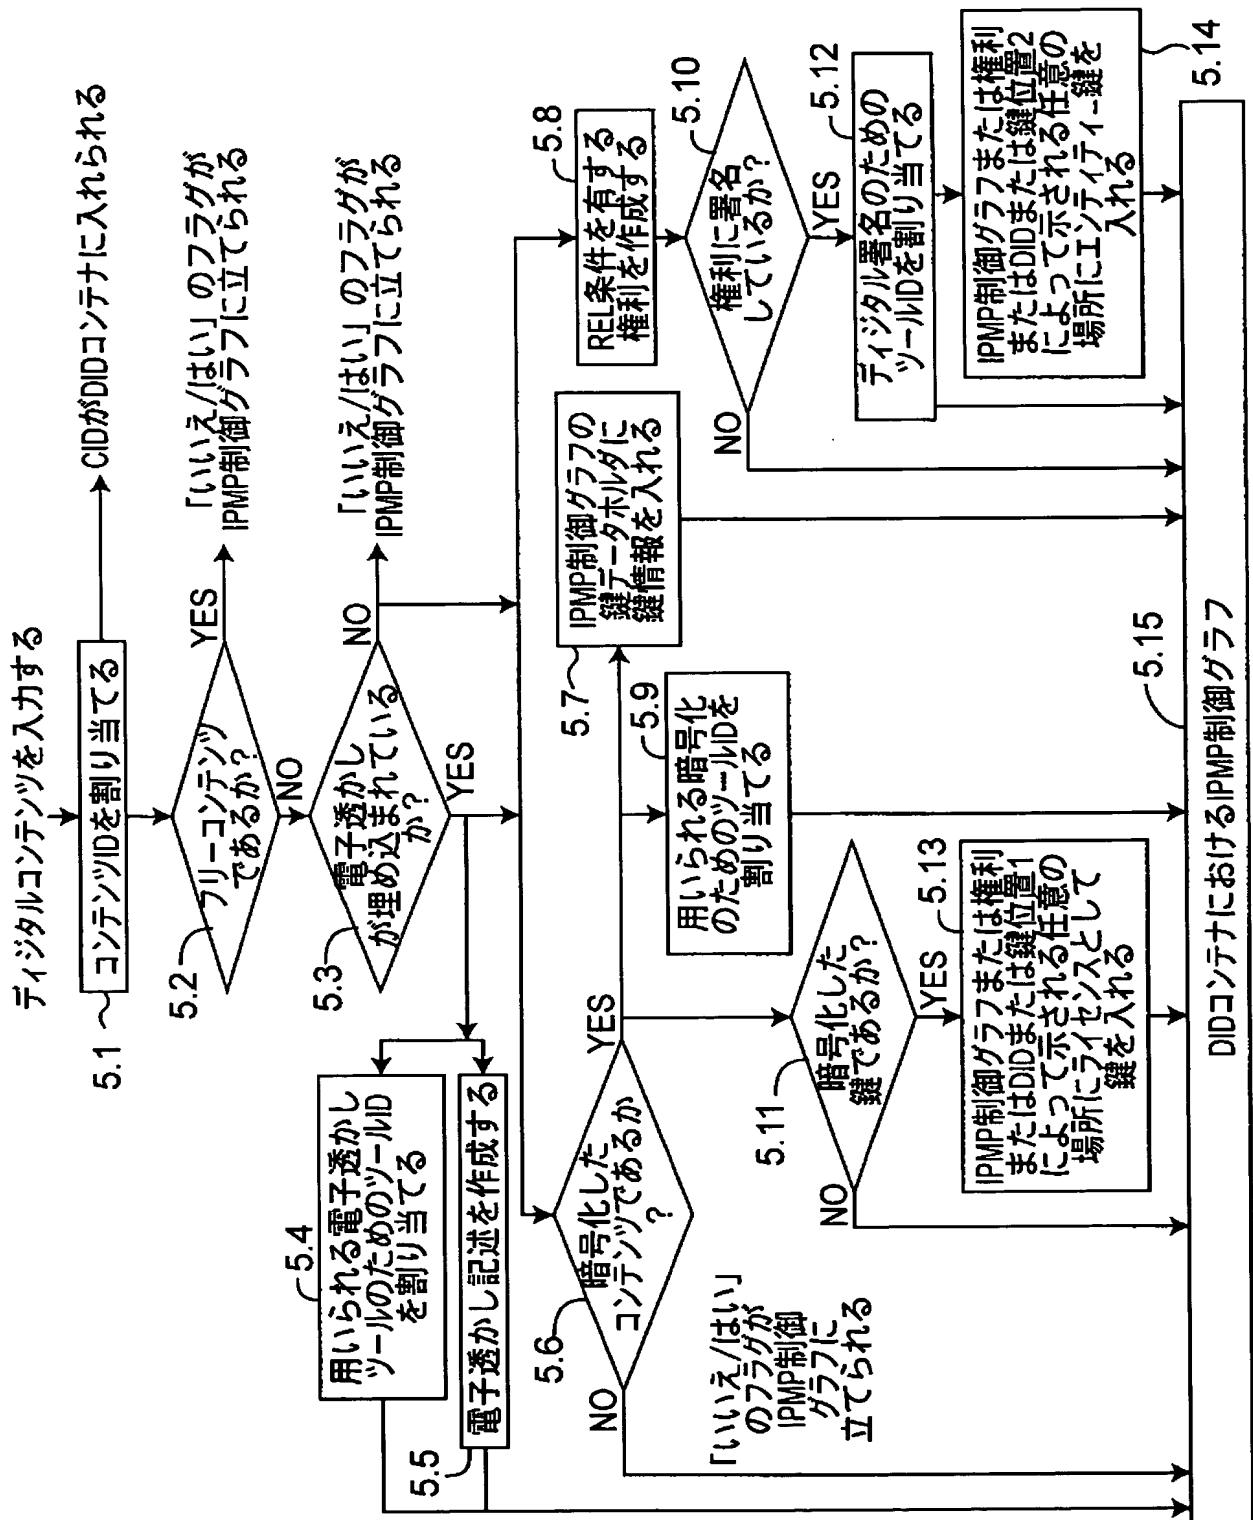 ディジタルコンテンツを入力する
5.1
コンテンツIDを割り当てる
CIDがDIDコンテナに入れられる
5.2
フリーコンテンツ
であるか?
YES
「いいえ/はい」のフラグが
IPMP制御グラフに立てられる
NO
5.3
電子透かし
が埋め込まれている
か?
NO
「いいえ/はい」のフラグが
IPMP制御グラフに立てられる
YES
5.4
用いられる電子透かし
ツールのためのツールID
を割り当てる
5.5
電子透かし記述を作成する
5.6
暗号化した
コンテンツであるか
?
YES
NO
「いいえ/はい」
のフラグが
IPMP制御
グラフに
立てられる
5.7
IPMP制御グラフの
鍵データホルダに
鍵情報を入れる
5.8
REL条件を有する
権利を作成する
5.9
用いられる暗号化
のためのツールIDを
割り当てる
5.10
権利に署名
しているか?
NO
YES
5.11
暗号化した
鍵であるか?
NO
YES
5.12
ディジタル署名のための
ツールIDを割り当てる
5.13
IPMP制御グラフまたは権利
またはDIDまたは鍵位置1
によって示される任意の
場所にライセンスとして
鍵を入れる
5.14
IPMP制御グラフまたは権利
またはDIDまたは鍵位置2
によって示される任意の
場所にエンティティー鍵を
入れる
5.15
DIDコンテナにおけるIPMP制御グラフ